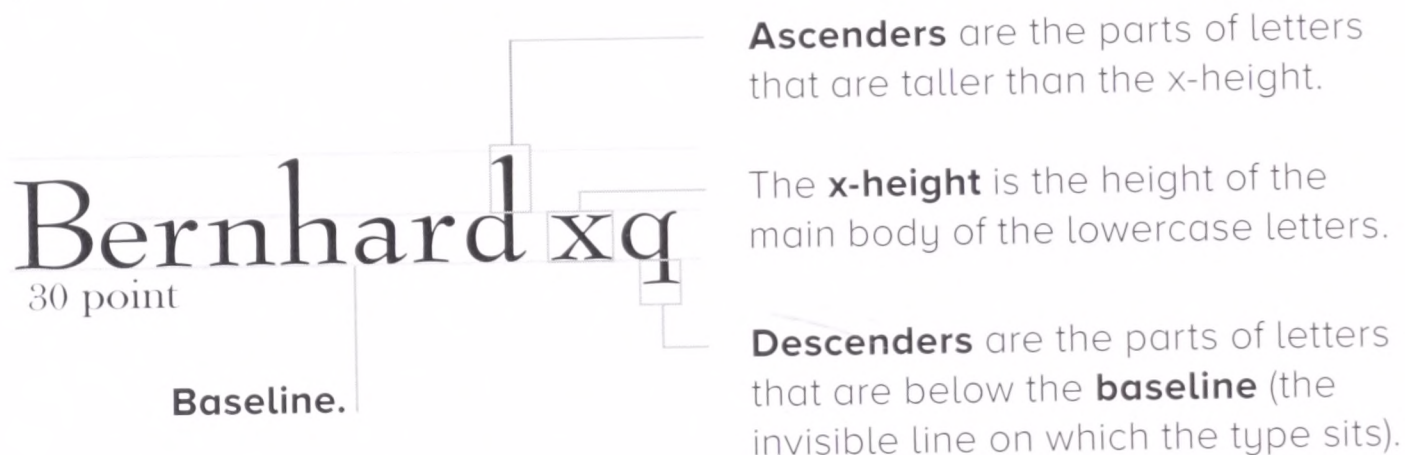 Bernhard xq
30 point
Baseline.
Ascenders are the parts of letters
that are taller than the x-height.
The x-height is the height of the
main body of the lowercase letters.
Descenders are the parts of letters
that are below the baseline (the
invisible line on which the type sits).